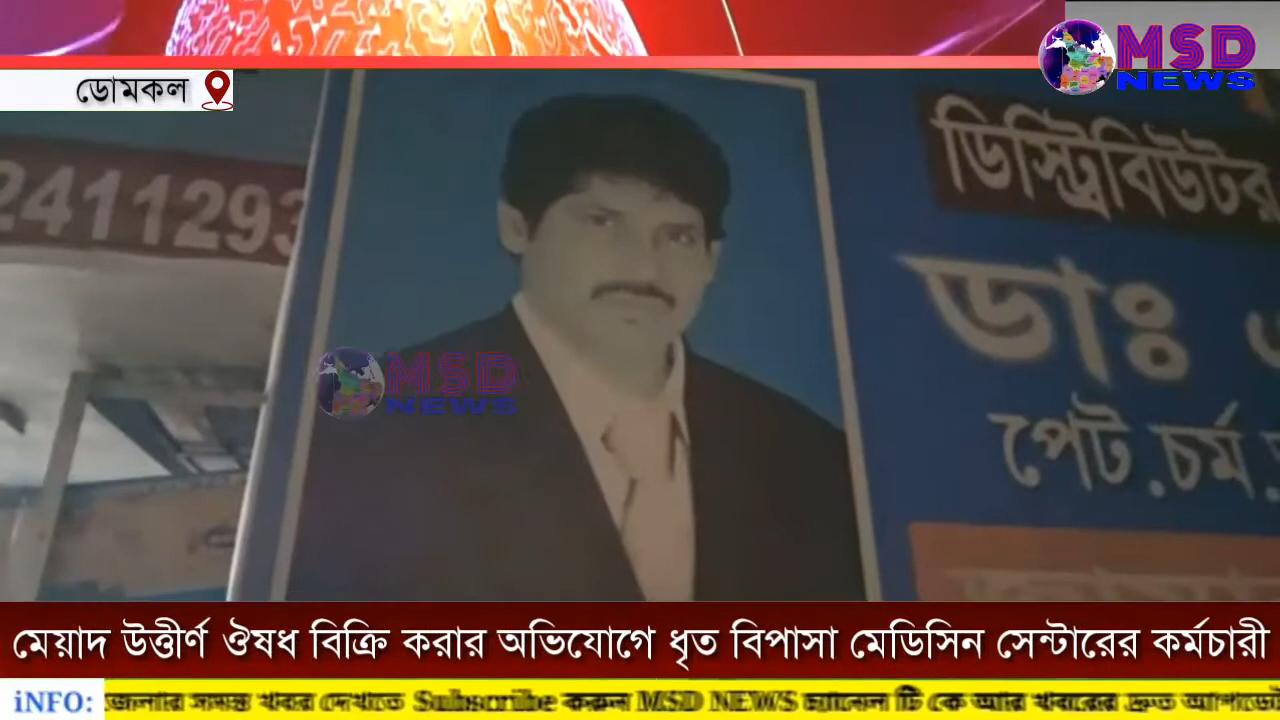 MSD
NEWS
ডোমকল
2411293
ডিস্ট্রিবিউটর
ডাঃ
পেট.চর্ম.
MSD
NEWS
মেয়াদ উত্তীর্ণ ঔষধ বিক্রি করার অভিযোগে ধৃত বিপাসা মেডিসিন সেন্টারের কর্মচারী
iNFO: জেলার সমস্ত খবর দেখতে Subscribe করুন MSD NEWS চ্যানেল টি কে আর খবরের দ্রুত আপডেট